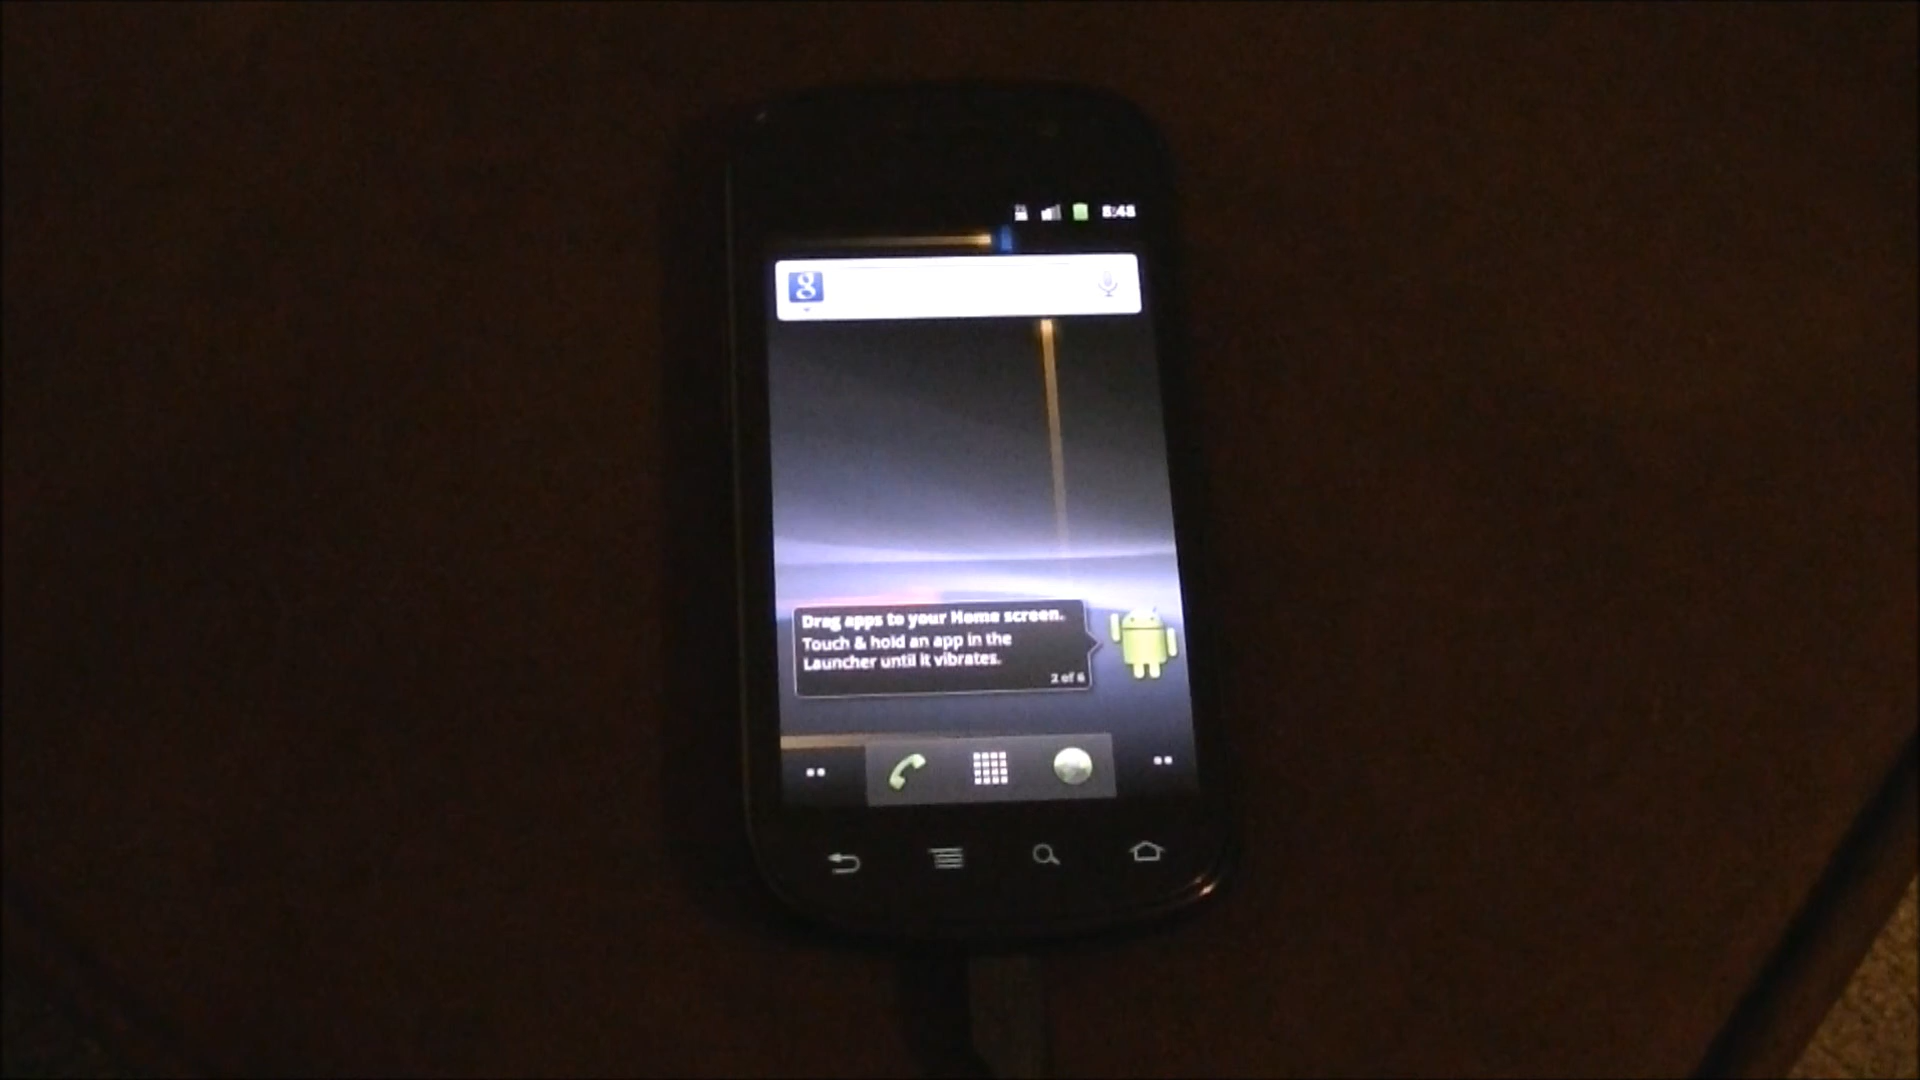 8:48
g
Drag apps to your Home screen.
Touch & hold an app in the
Launcher until it vibrates.
2 of 6